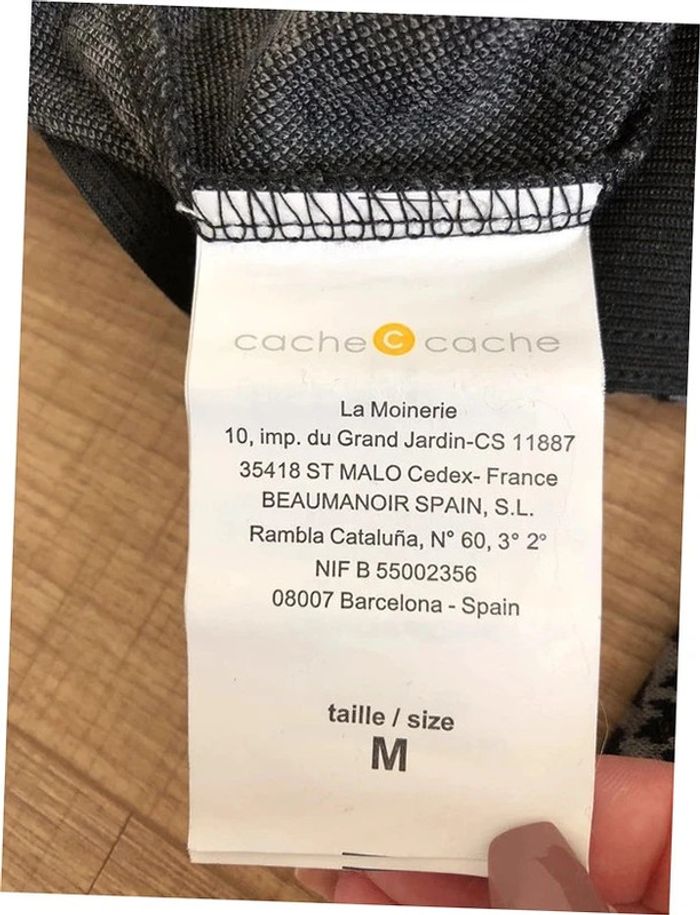 cache c cache
La Moinerie
10, imp. du Grand Jardin-CS 11887
35418 ST MALO Cedex- France
BEAUMANOIR SPAIN, S.L.
Rambla Cataluña, N° 60, 3° 2°
NIF B 55002356
08007 Barcelona - Spain
taille / size
M